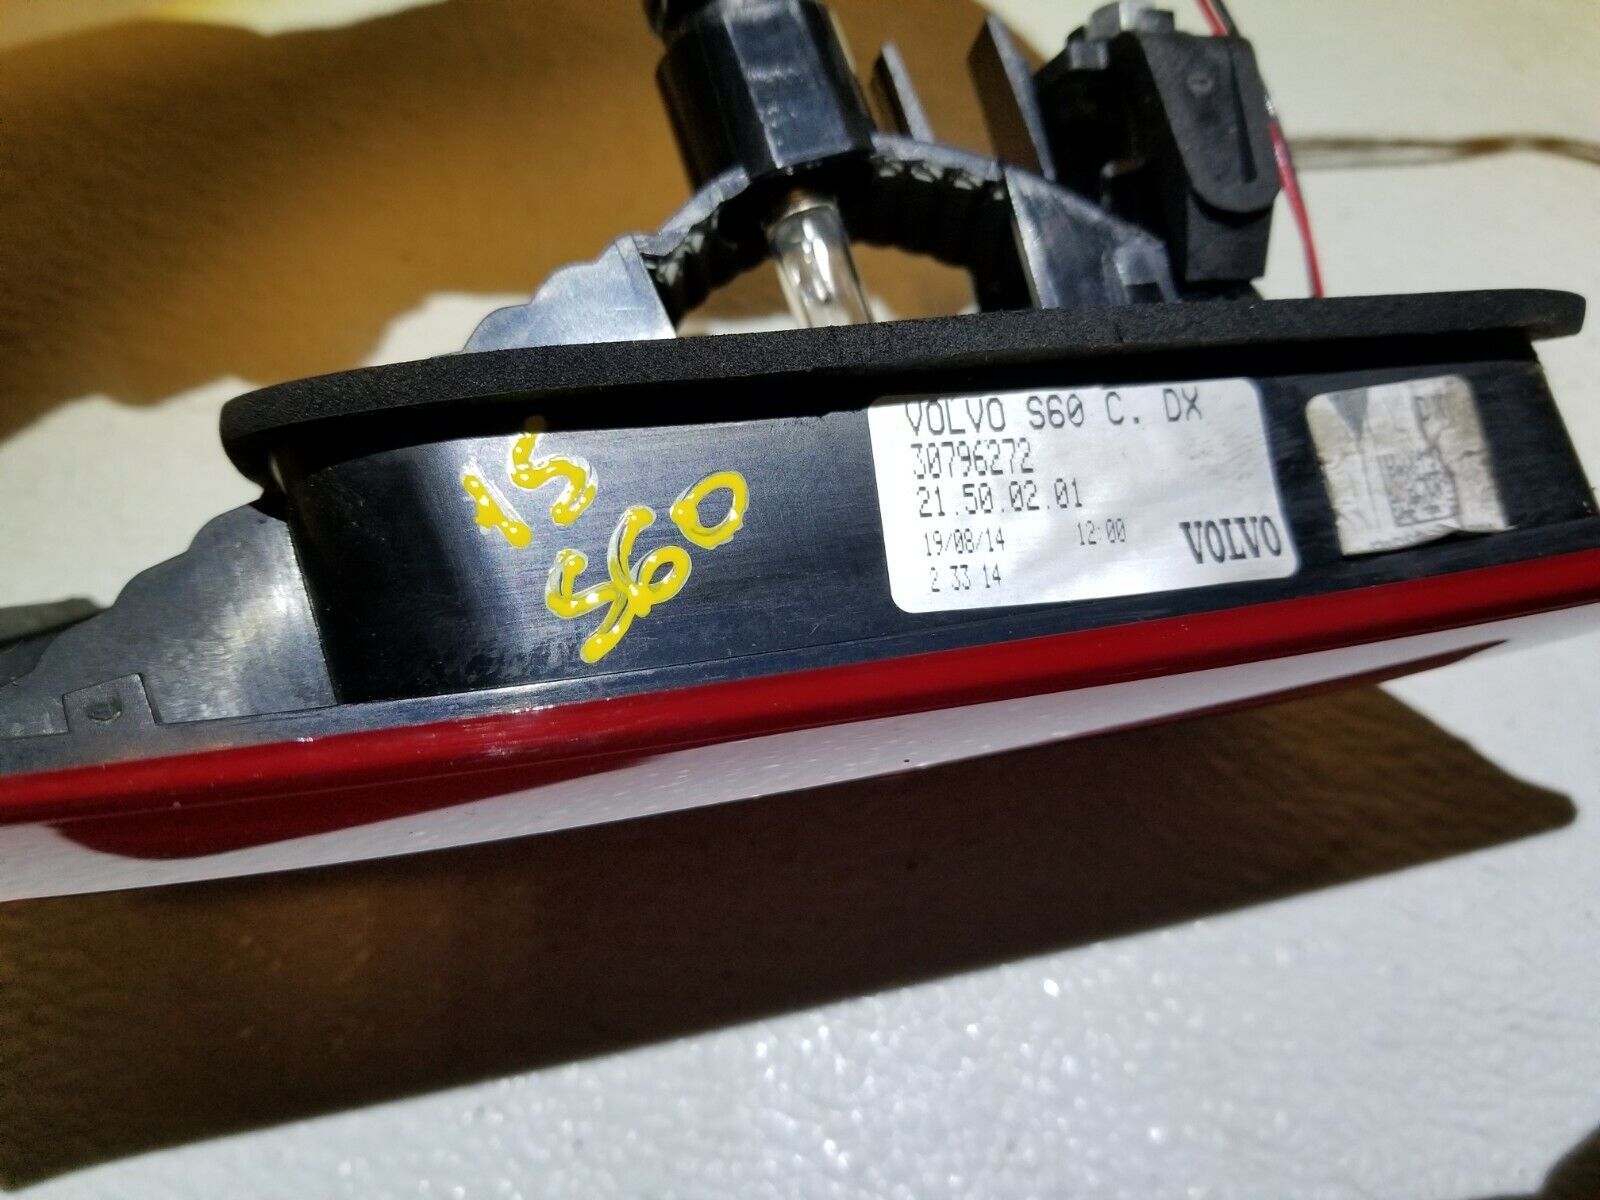 15
S60
VOLVO S60 C. DX
30796272
21.50.02.01
19/08/14 12:00
2 33 14
VOLVO
DX